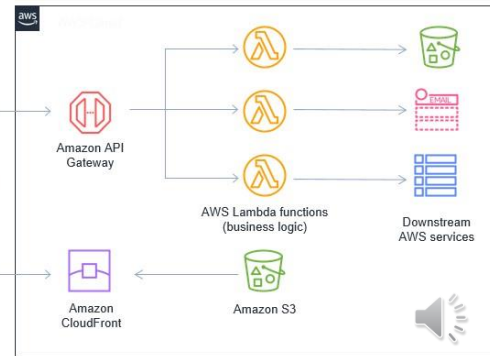 aws
EMAIL
Amazon API
Gateway
AWS Lambda functions
(business logic)
Downstream
AWS services
Amazon
CloudFront
Amazon S3